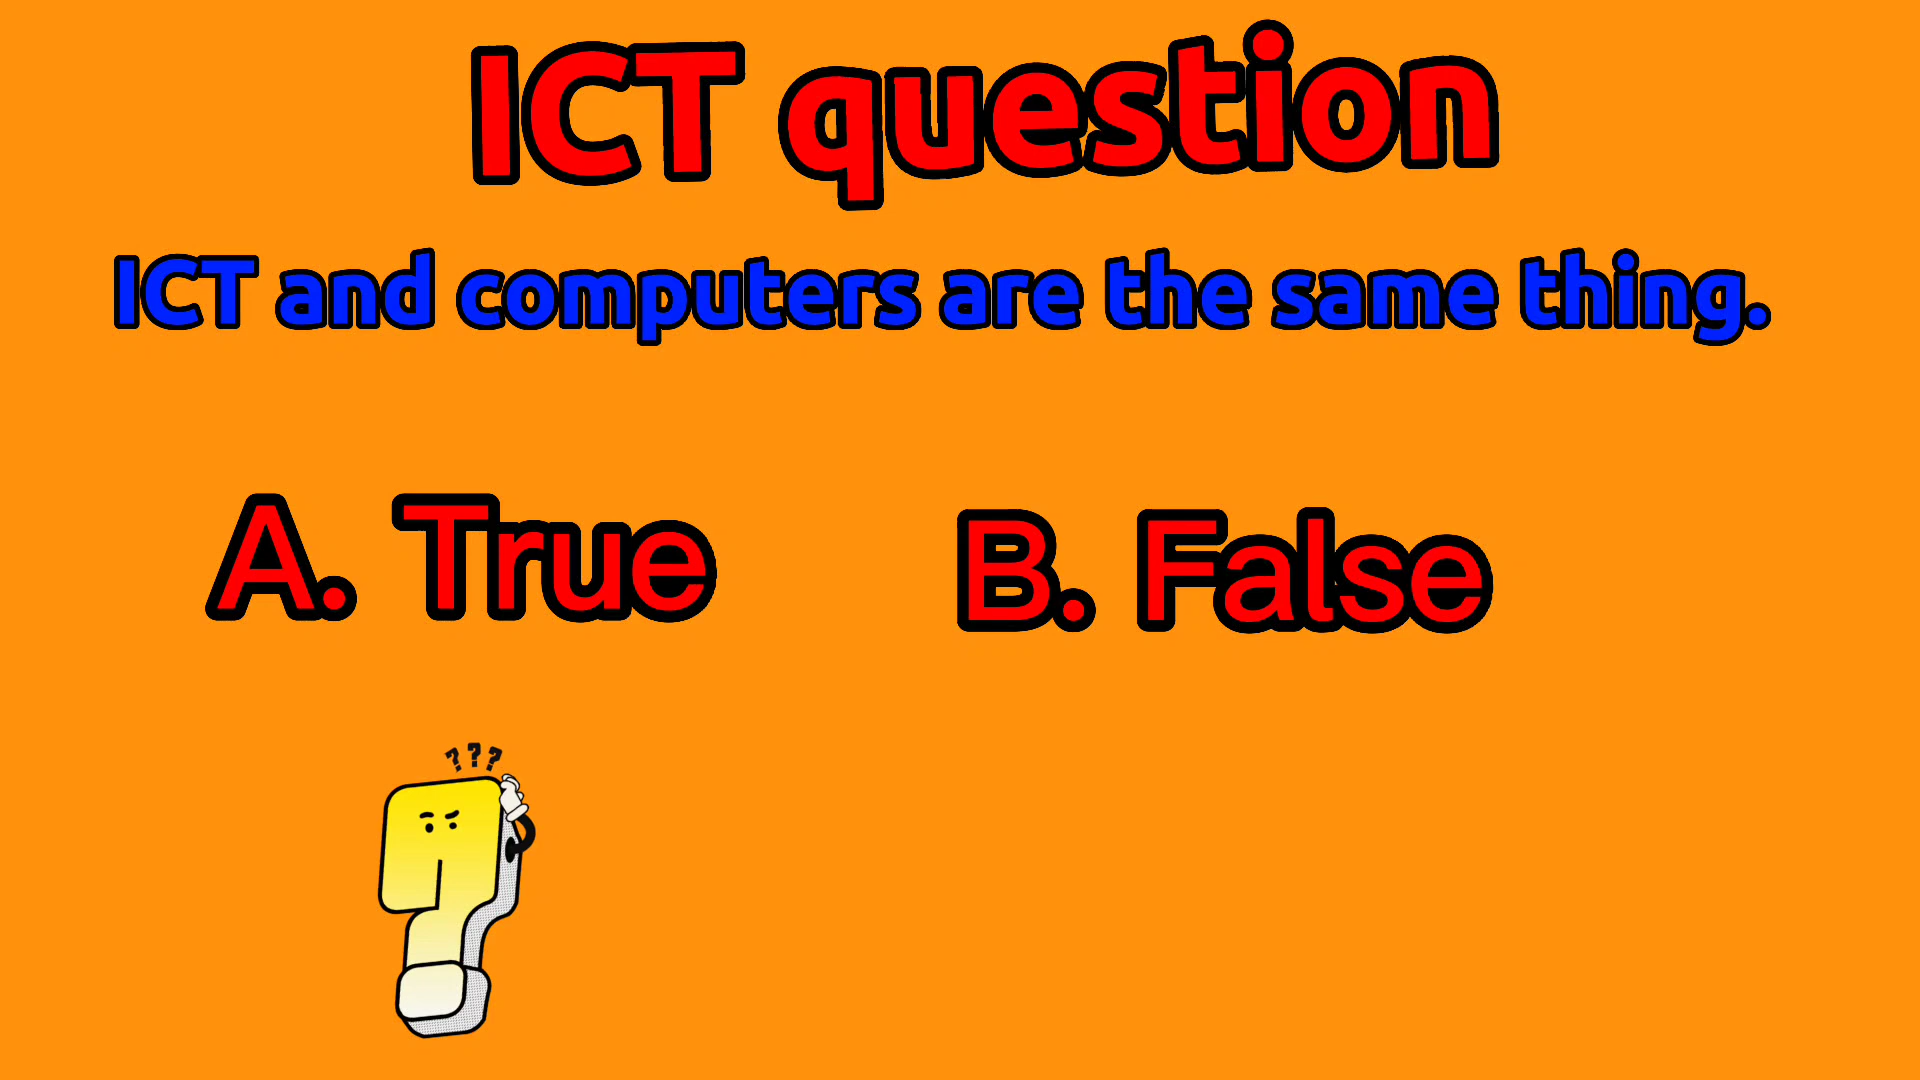 ICT question
ICT and computers are the same thing.
A. True B. False
???